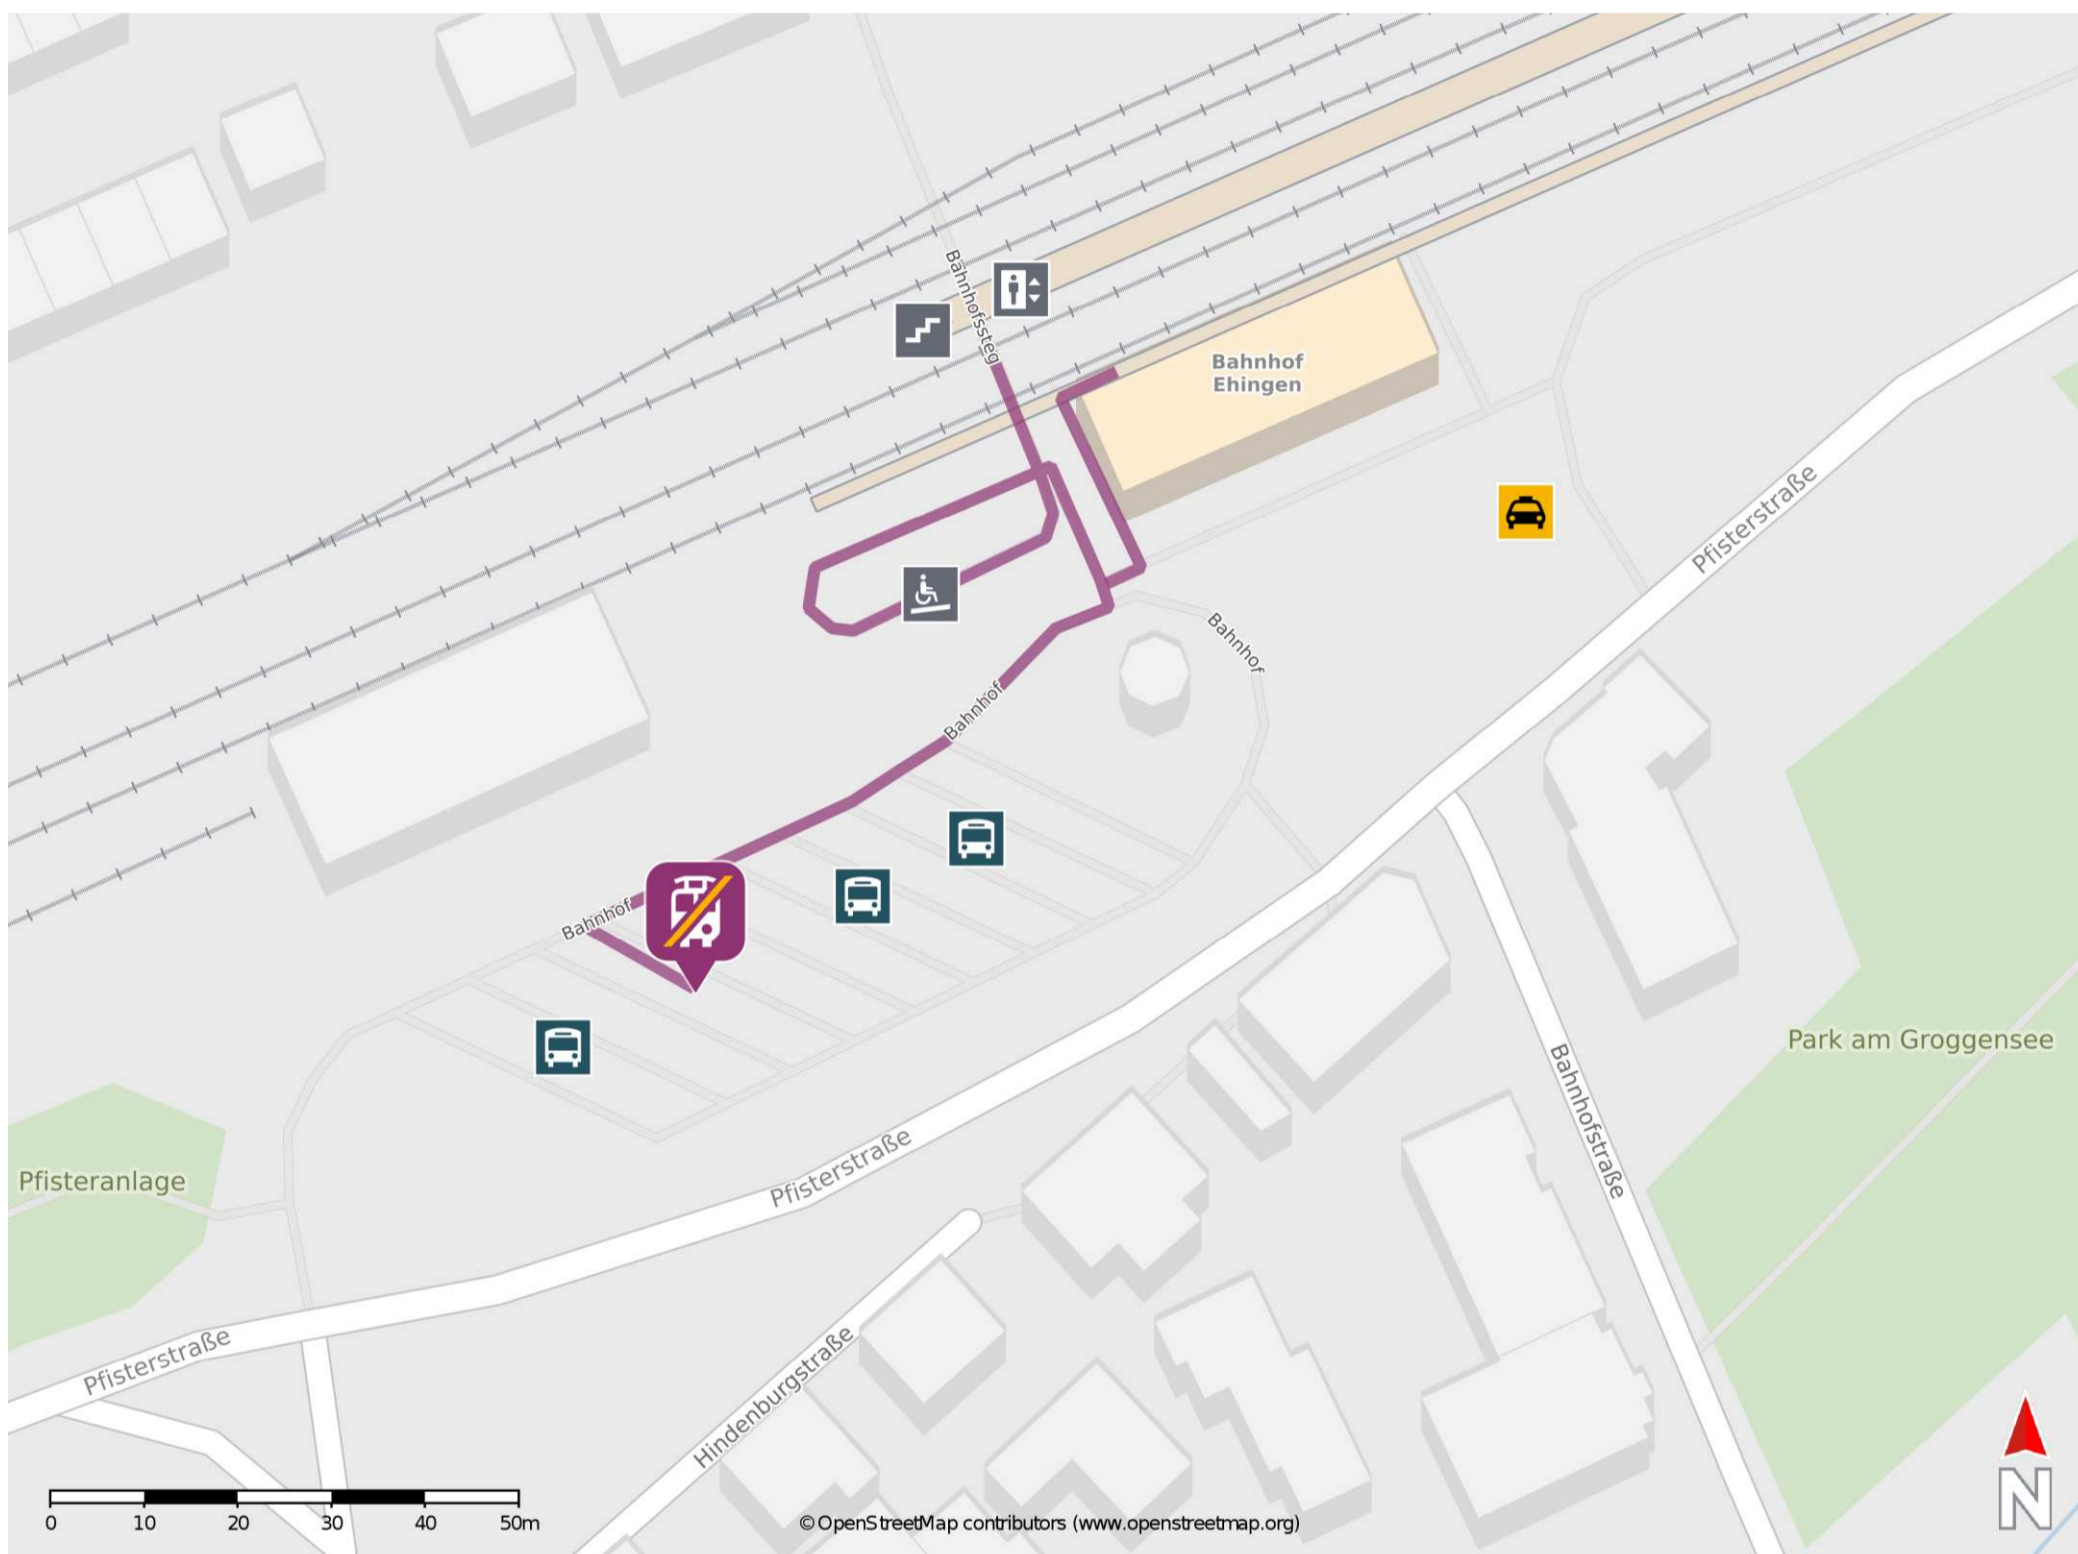 Bahnhofssteg
Bahnhof
Ehingen
Pfisterstraße
Bahnhof
Bahnhof
Bahnhof
Park am Groggensee
Bahnhofstraße
Pfisterstraße
Pfisteranlage
Pfisterstraße
Hindenburgstraße
N
0 10 20 30 40 50m
© OpenStreetMap contributors (www.openstreetmap.org)